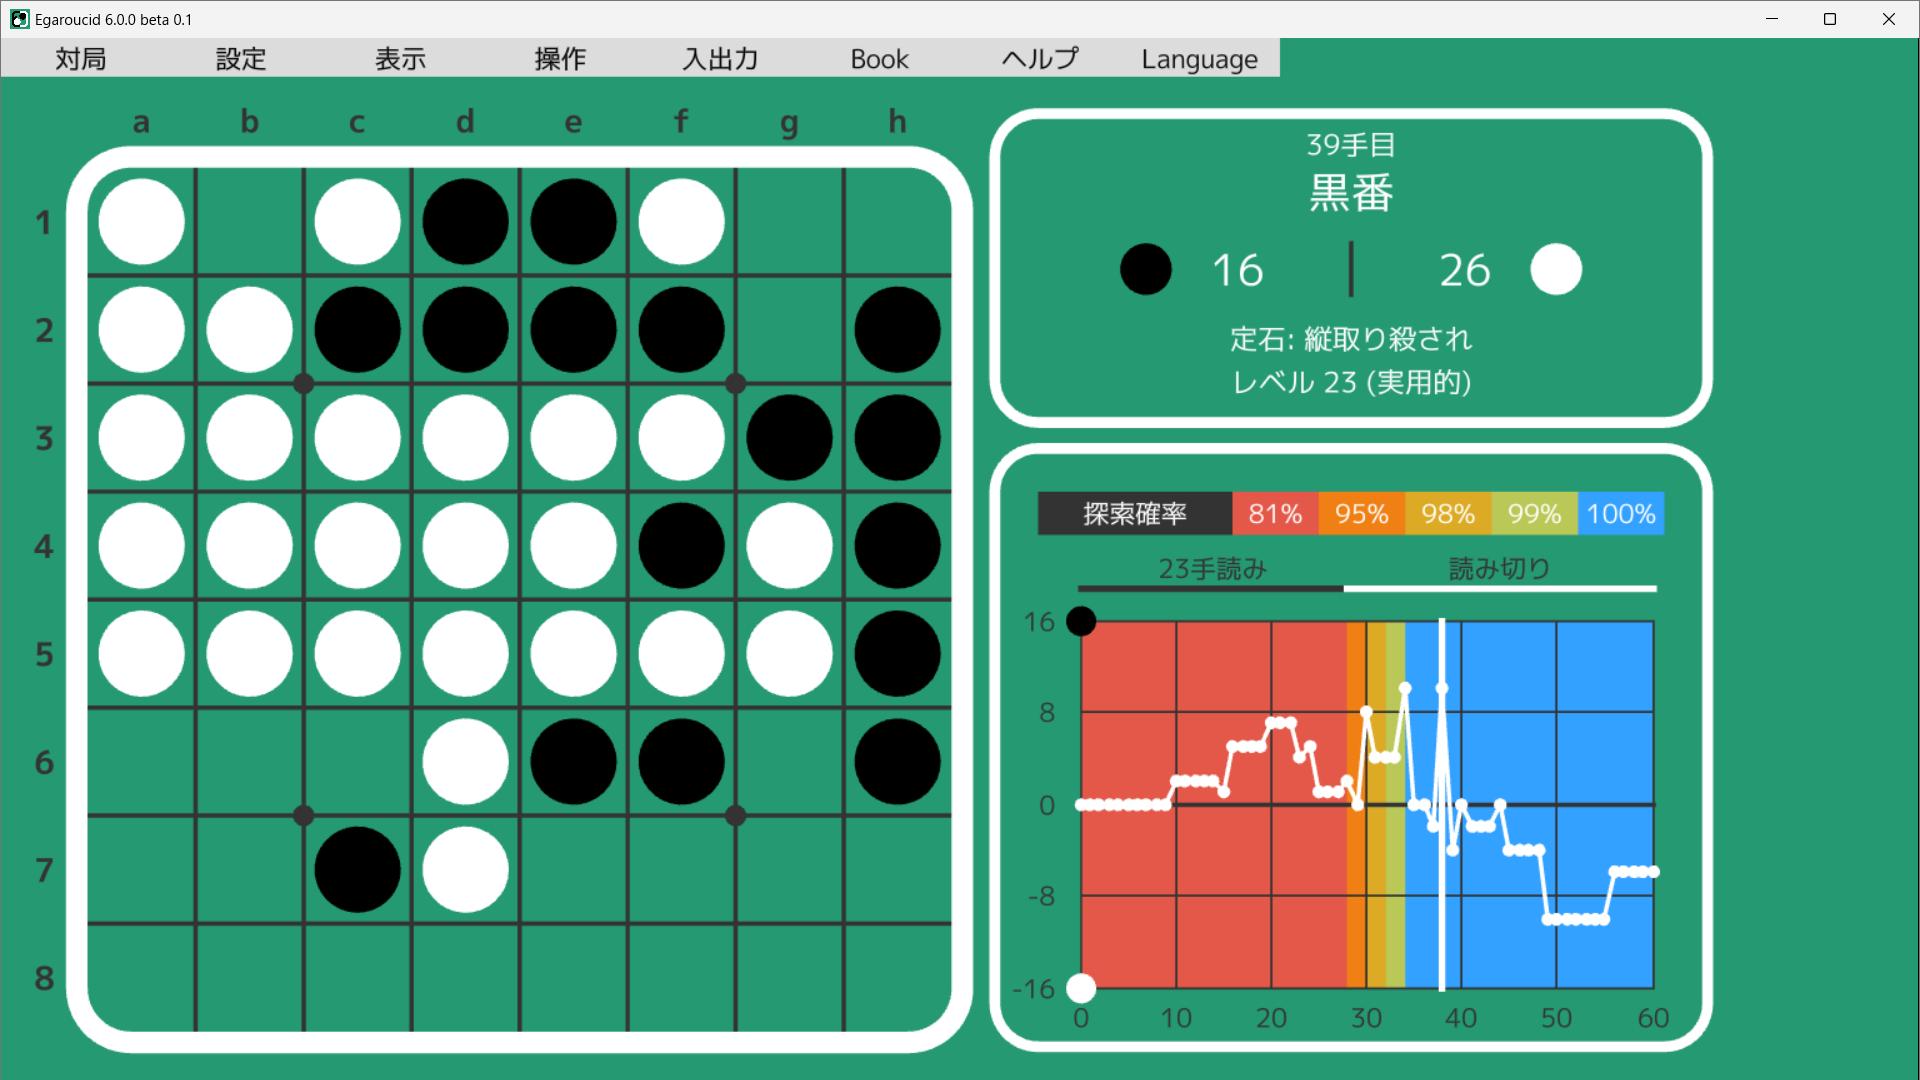 Egaroucid 6.0.0 beta 0.1
対局 設定 表示 操作 入出力 Book ヘルプ Language
a b c d e f g h
1
2
3
4
5
6
7
8
39手目
黒番
16 26
定石: 縦取り殺され
レベル 23 (実用的)
探索確率 81% 95% 98% 99% 100%
23手読み 読み切り
16
8
0
-8
-16
0 10 20 30 40 50 60